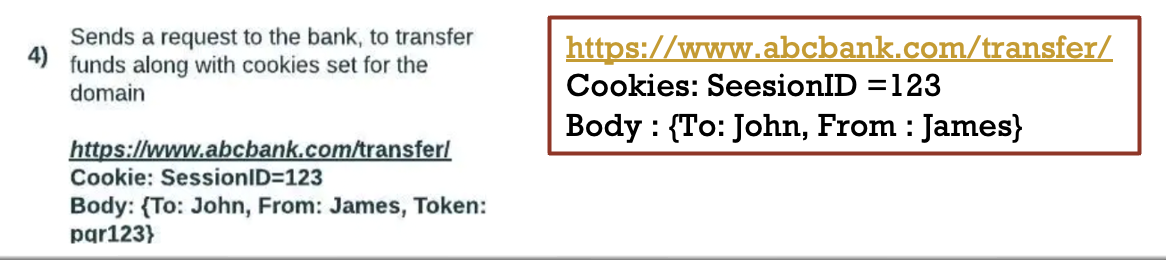 4) Sends a request to the bank, to transfer
funds along with cookies set for the
domain
https://www.abcbank.com/transfer/
Cookie: SessionID=123
Body: {To: John, From: James, Token:
pqr123}
https://www.abcbank.com/transfer/
Cookies: SeesionID =123
Body : {To: John, From : James}